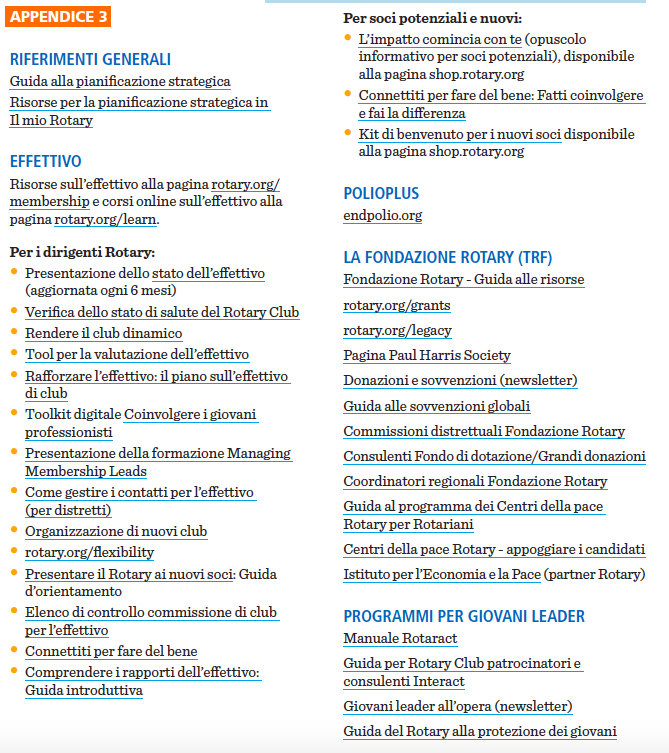 APPENDICE 3
RIFERIMENTI GENERALI
Guida alla pianificazione strategica
Risorse per la pianificazione strategica in
Il mio Rotary
EFFETTIVO
Risorse sull'effettivo alla pagina rotary.org/
membership e corsi online sull'effettivo alla
pagina rotary.org/learn.
Per i dirigenti Rotary:
• Presentazione dello stato dell'effettivo
(aggiornata ogni 6 mesi)
• Verifica dello stato di salute del Rotary Club
• Rendere il club dinamico
• Tool per la valutazione dell'effettivo
• Rafforzare l'effettivo: il piano sull'effettivo
di club
• Toolkit digitale Coinvolgere i giovani
professionisti
• Presentazione della formazione Managing
Membership Leads
• Come gestire i contatti per l'effettivo
(per distretti)
• Organizzazione di nuovi club
• rotary.org/flexibility
• Presentare il Rotary ai nuovi soci: Guida
d'orientamento
• Elenco di controllo commissione di club
per l'effettivo
• Connettiti per fare del bene
• Comprendere i rapporti dell'effettivo:
Guida introduttiva
Per soci potenziali e nuovi:
• L'impatto comincia con te (opuscolo
informativo per soci potenziali), disponibile
alla pagina shop.rotary.org
• Connettiti per fare del bene: Fatti coinvolgere
e fai la differenza
• Kit di benvenuto per i nuovi soci disponibile
alla pagina shop.rotary.org
POLIOPLUS
endpolio.org
LA FONDAZIONE ROTARY (TRF)
Fondazione Rotary - Guida alle risorse
rotary.org/grants
rotary.org/legacy
Pagina Paul Harris Society
Donazioni e sovvenzioni (newsletter)
Guida alle sovvenzioni globali
Commissioni distrettuali Fondazione Rotary
Consulenti Fondo di dotazione/Grandi donazioni
Coordinatori regionali Fondazione Rotary
Guida al programma dei Centri della pace
Rotary per Rotariani
Centri della pace Rotary - appoggiare i candidati
Istituto per l'Economia e la Pace (partner Rotary)
PROGRAMMI PER GIOVANI LEADER
Manuale Rotaract
Guida per Rotary Club patrocinatori e
consulenti Interact
Giovani leader all'opera (newsletter)
Guida del Rotary alla protezione dei giovani